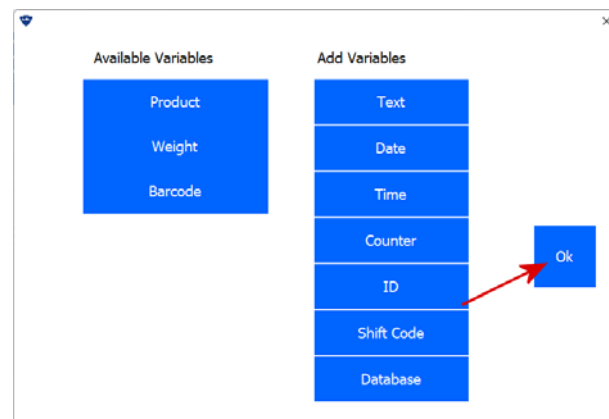 Available Variables
Product
Weight
Barcode
Add Variables
Text
Date
Time
Counter
ID
Shift Code
Database
Ok